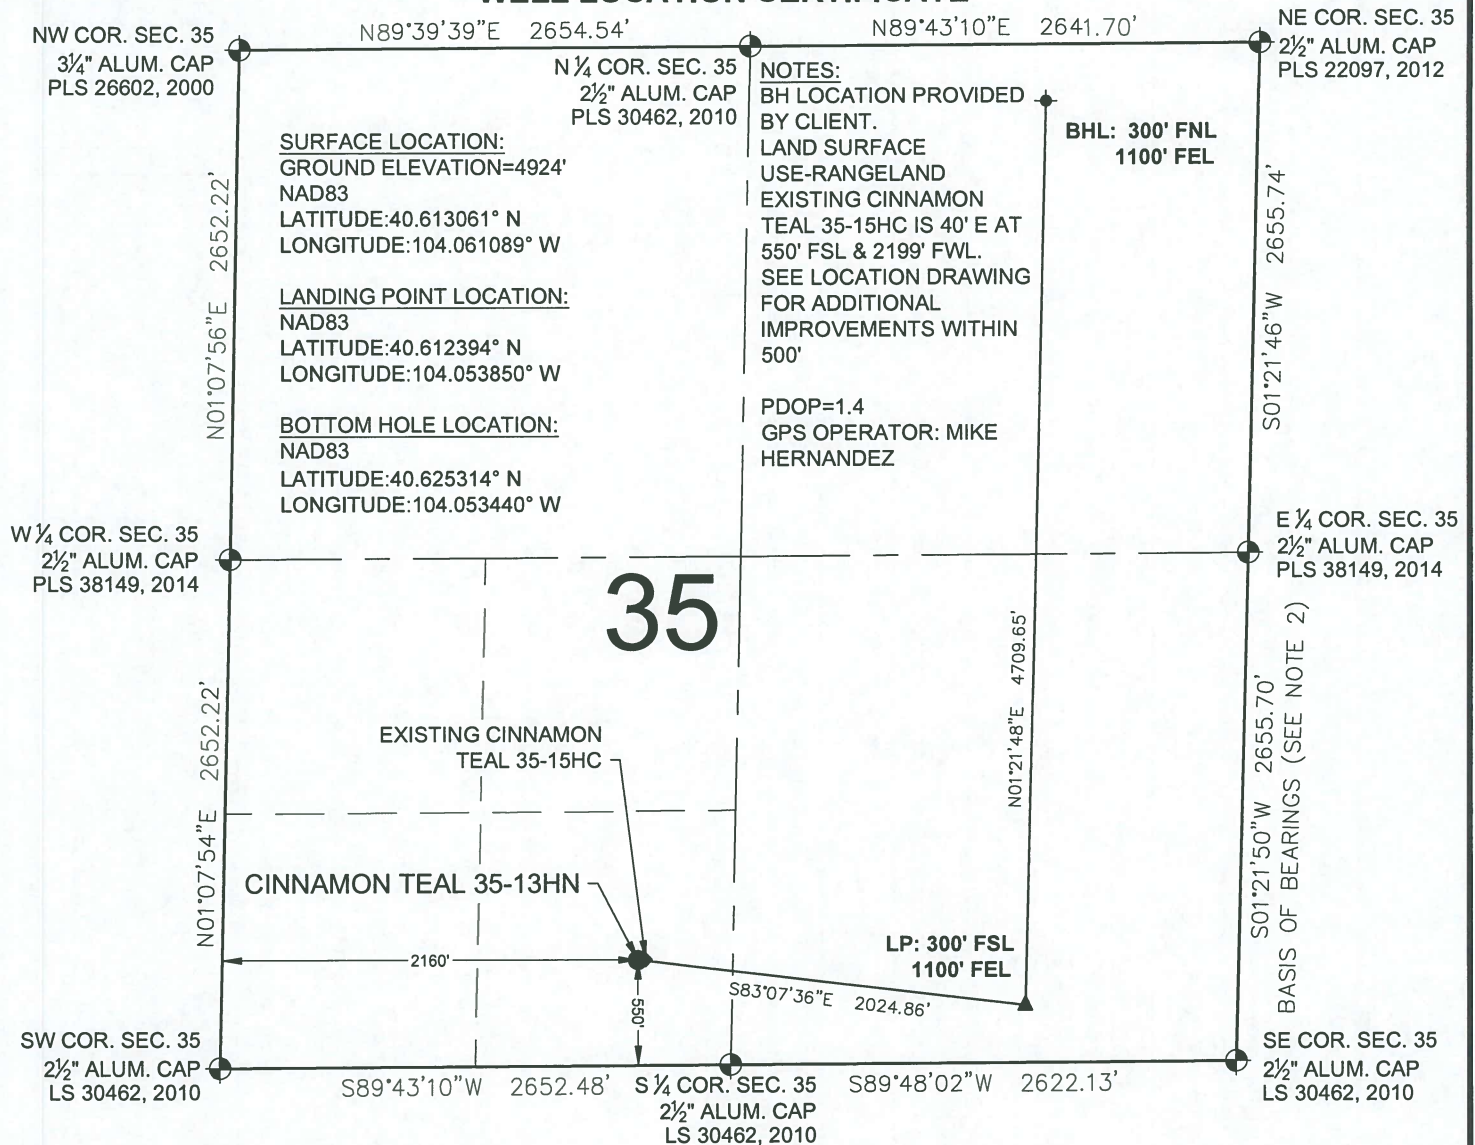 WELL LOCATION CERTIFICATE
N89°39'39"E 2654.54'
N89°43'10"E 2641.70'
NW COR. SEC. 35
3¼" ALUM. CAP
PLS 26602, 2000
N ¼ COR. SEC. 35
2½" ALUM. CAP
PLS 30462, 2010
NE COR. SEC. 35
2½" ALUM. CAP
PLS 22097, 2012
SURFACE LOCATION:
GROUND ELEVATION=4924'
NAD83
LATITUDE:40.613061° N
LONGITUDE:104.061089° W
LANDING POINT LOCATION:
NAD83
LATITUDE:40.612394° N
LONGITUDE:104.053850° W
BOTTOM HOLE LOCATION:
NAD83
LATITUDE:40.625314° N
LONGITUDE:104.053440° W
NOTES:
BH LOCATION PROVIDED
BY CLIENT.
LAND SURFACE
USE-RANGELAND
EXISTING CINNAMON
TEAL 35-15HC IS 40' E AT
550' FSL & 2199' FWL.
SEE LOCATION DRAWING
FOR ADDITIONAL
IMPROVEMENTS WITHIN
500'
PDOP=1.4
GPS OPERATOR: MIKE
HERNANDEZ
BHL: 300' FNL
1100' FEL
N01°07'56"E 2652.22'
S01°21'46"W 2655.74'
W ¼ COR. SEC. 35
2½" ALUM. CAP
PLS 38149, 2014
E ¼ COR. SEC. 35
2½" ALUM. CAP
PLS 38149, 2014
35
N01°21'48"E 4709.65'
N01°07'54"E 2652.22'
S01°21'50"W 2655.70'
BASIS OF BEARINGS (SEE NOTE 2)
EXISTING CINNAMON
TEAL 35-15HC
CINNAMON TEAL 35-13HN
2160'
550'
LP: 300' FSL
1100' FEL
S83°07'36"E 2024.86'
SW COR. SEC. 35
2½" ALUM. CAP
LS 30462, 2010
S89°43'10"W 2652.48'
S ¼ COR. SEC. 35
2½" ALUM. CAP
LS 30462, 2010
S89°48'02"W 2622.13'
SE COR. SEC. 35
2½" ALUM. CAP
LS 30462, 2010